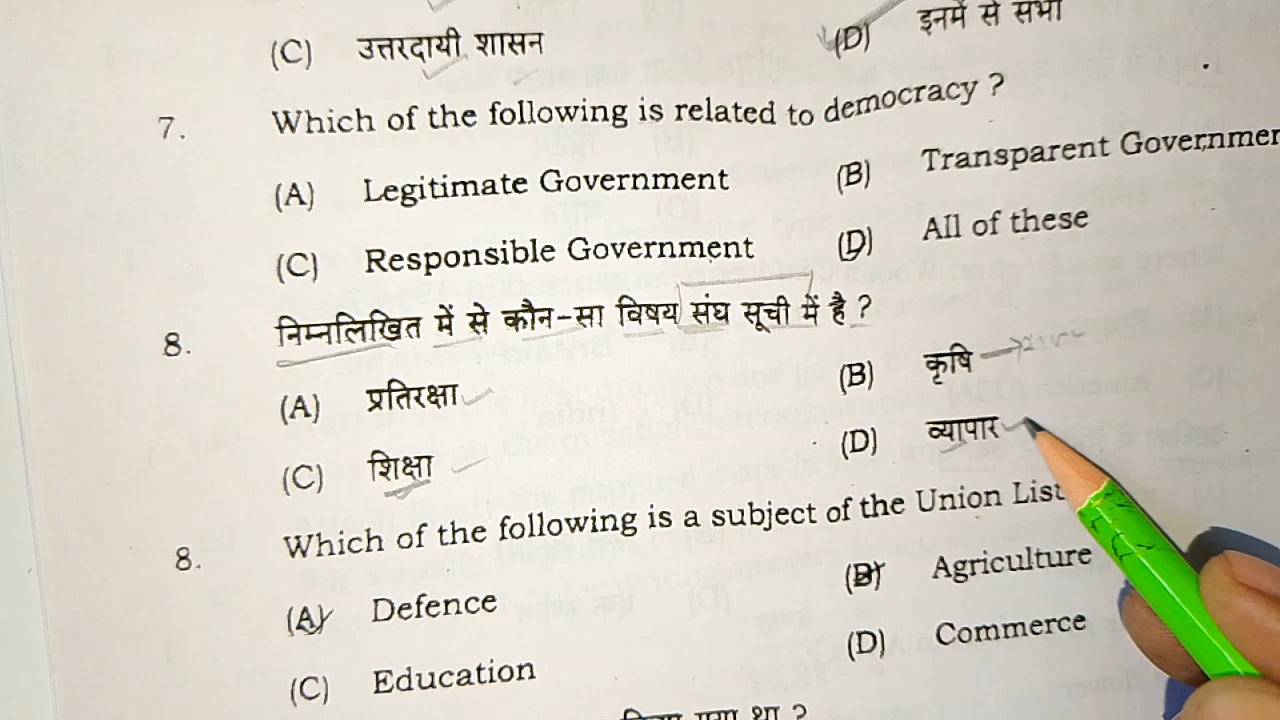 (C) उत्तरदायी शासन (D) इनमें से सभी
7. Which of the following is related to democracy ?
(A) Legitimate Government (B) Transparent Governmen
(C) Responsible Government (D) All of these
8. निम्नलिखित में से कौन-सा विषय संघ सूची में है ?
(A) प्रतिरक्षा (B) कृषि
(C) शिक्षा (D) व्यापार
8. Which of the following is a subject of the Union List
(A) Defence (B) Agriculture
(C) Education (D) Commerce
था ?